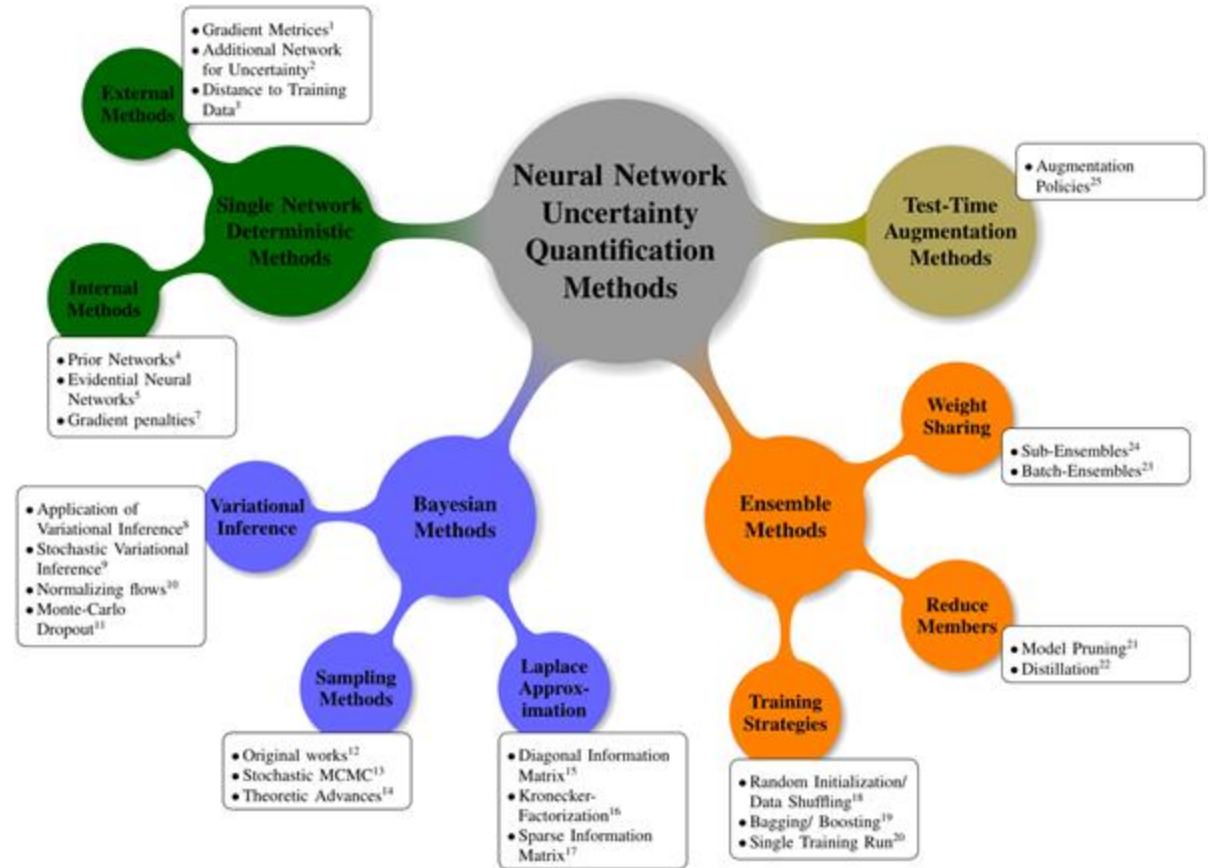 Neural Network
Uncertainty
Quantification
Methods
External
Methods
• Gradient Metrices¹
• Additional Network
for Uncertainty²
• Distance to Training
Data³
Single Network
Deterministic
Methods
Internal
Methods
• Prior Networks⁴
• Evidential Neural
Networks⁵
• Gradient penalties⁷
Test-Time
Augmentation
Methods
• Augmentation
Policies²⁵
Bayesian
Methods
Variational
Inference
• Application of
Variational Inference⁸
• Stochastic Variational
Inference⁹
• Normalizing flows¹⁰
• Monte-Carlo
Dropout¹¹
Sampling
Methods
• Original works¹²
• Stochastic MCMC¹³
• Theoretic Advances¹⁴
Laplace
Approx-
imation
• Diagonal Information
Matrix¹⁵
• Kronecker-
Factorization¹⁶
• Sparse Information
Matrix¹⁷
Ensemble
Methods
Weight
Sharing
• Sub-Ensembles²⁴
• Batch-Ensembles²³
Reduce
Members
• Model Pruning²¹
• Distillation²²
Training
Strategies
• Random Initialization/
Data Shuffling¹⁸
• Bagging/ Boosting¹⁹
• Single Training Run²⁰